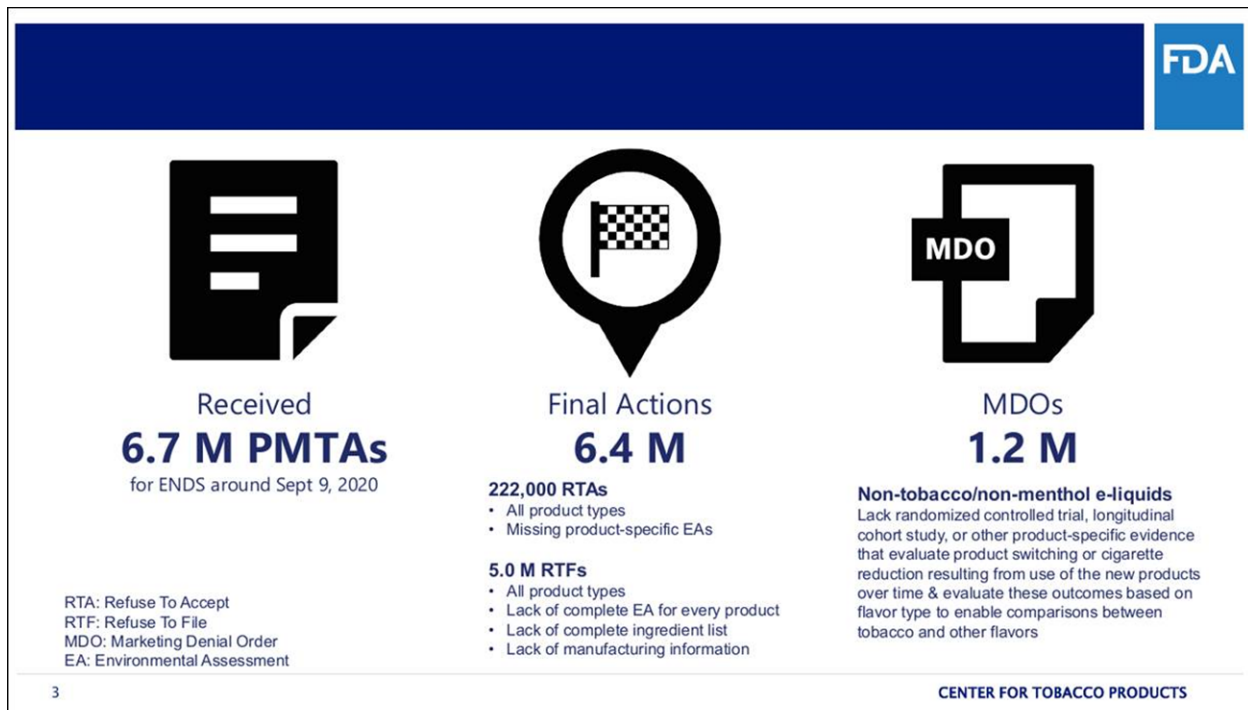 FDA
MDO
Received
6.7 M PMTAs
for ENDS around Sept 9, 2020
RTA: Refuse To Accept
RTF: Refuse To File
MDO: Marketing Denial Order
EA: Environmental Assessment
Final Actions
6.4 M
222,000 RTAs
• All product types
• Missing product-specific EAs
5.0 M RTFs
• All product types
• Lack of complete EA for every product
• Lack of complete ingredient list
• Lack of manufacturing information
MDOs
1.2 M
Non-tobacco/non-menthol e-liquids
Lack randomized controlled trial, longitudinal
cohort study, or other product-specific evidence
that evaluate product switching or cigarette
reduction resulting from use of the new products
over time & evaluate these outcomes based on
flavor type to enable comparisons between
tobacco and other flavors
3
CENTER FOR TOBACCO PRODUCTS